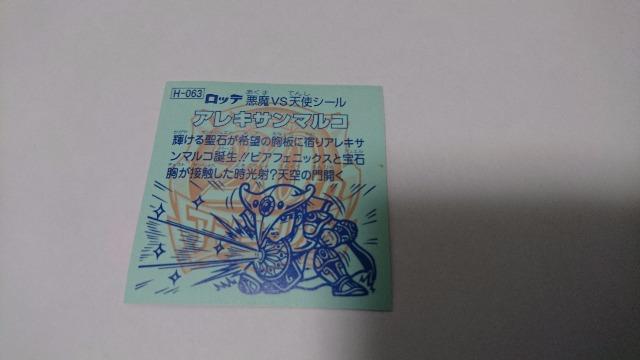 H-063 ロッテ 悪魔VS天使シール
アレキサンマルコ
輝ける聖石が希望の胸板に宿りアレキサ
ンマルコ誕生!!ピアフェニックスと宝石
胸が接触した時光射?天空の門開く